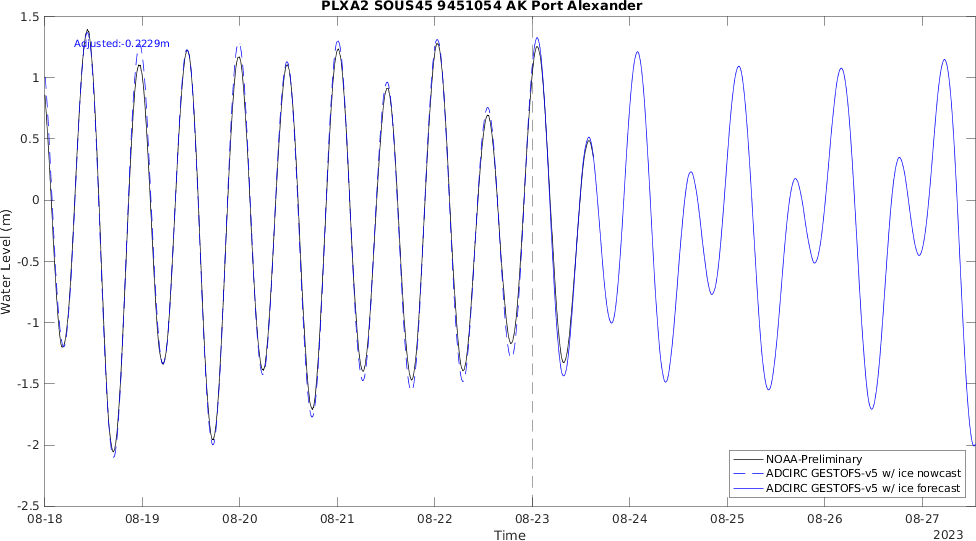 PLXA2 SOUS45 9451054 AK Port Alexander
Adjusted:-0.2229m
1.5
1
0.5
0
-0.5
-1
-1.5
-2
-2.5
Water Level (m)
NOAA-Preliminary
ADCIRC GESTOFS-v5 w/ ice nowcast
ADCIRC GESTOFS-v5 w/ ice forecast
08-18 08-19 08-20 08-21 08-22 08-23 08-24 08-25 08-26 08-27
Time
2023